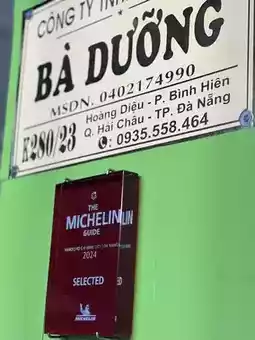 CÔNG TY TNHH
BÀ DƯỠNG
MSDN. 0402174990
K280/23
Hoàng Diệu - P. Bình Hiên
Q. Hải Châu - TP. Đà Nẵng
: 0935.558.464
THE
MICHELIN
GUIDE
2024
SELECTED
MICHELIN